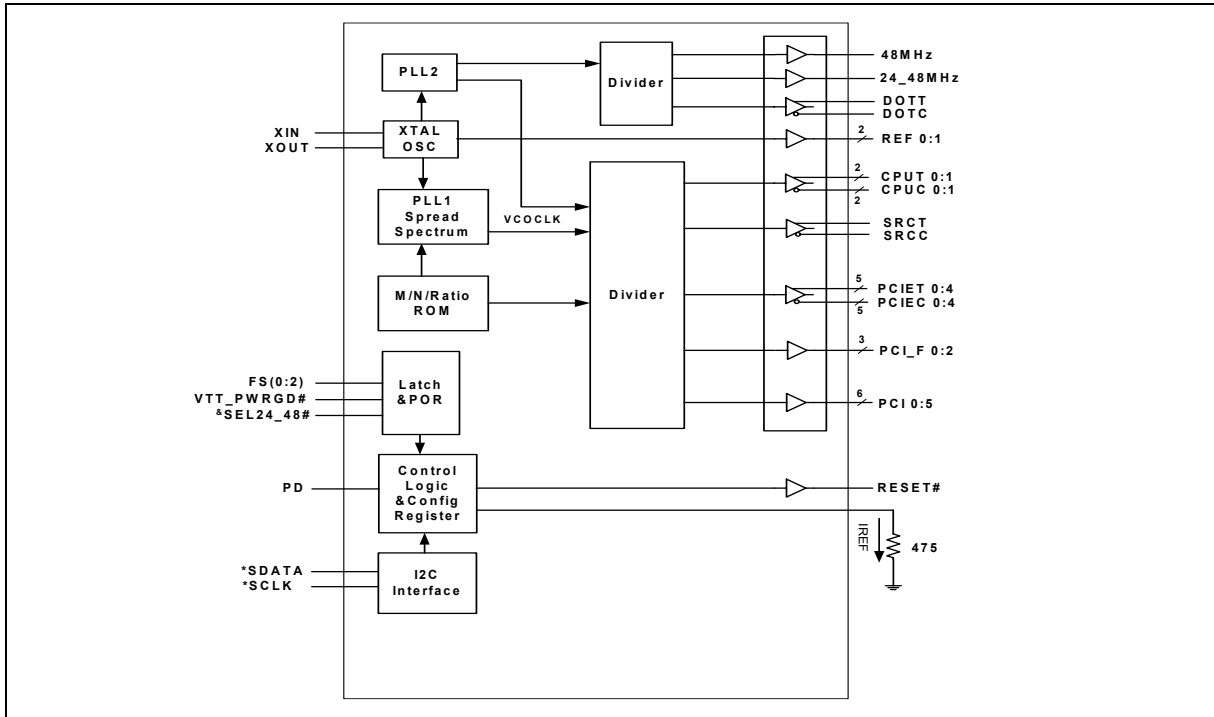 48MHz
24_48MHz
DOTT
DOTC
PLL2
Divider
XIN
XOUT
XTAL
OSC
2
REF 0:1
2
CPUT 0:1
CPUC 0:1
2
PLL1
Spread
Spectrum
VCOCLK
SRCT
SRCC
M/N/Ratio
ROM
Divider
5
PCIET 0:4
PCIEC 0:4
5
3
PCI_F 0:2
FS(0:2)
VTT_PWRGD#
&SEL24_48#
Latch
&POR
6
PCI 0:5
PD
Control
Logic
&Config
Register
RESET#
IREF
475
*SDATA
*SCLK
I2C
Interface